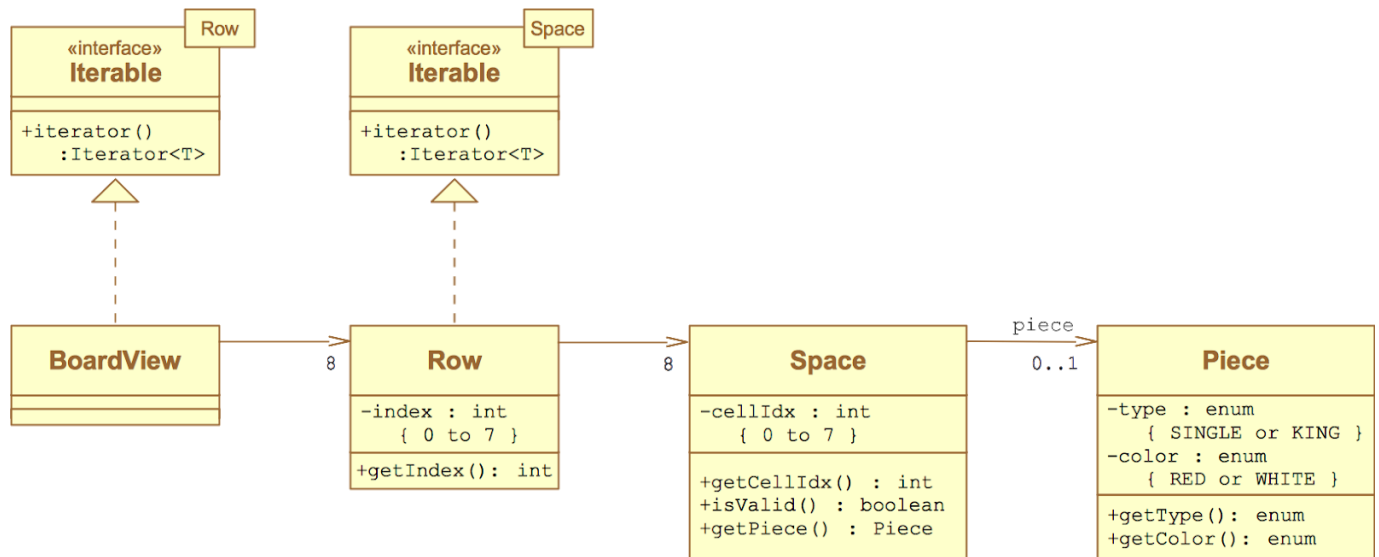 Row
«interface»
Iterable
+iterator()
:Iterator<T>
Space
«interface»
Iterable
+iterator()
:Iterator<T>
BoardView
8
Row
-index : int
{ 0 to 7 }
+getIndex(): int
8
Space
-cellIdx : int
{ 0 to 7 }
+getCellIdx() : int
+isValid() : boolean
+getPiece() : Piece
piece
0..1
Piece
-type : enum
{ SINGLE or KING }
-color : enum
{ RED or WHITE }
+getType(): enum
+getColor(): enum